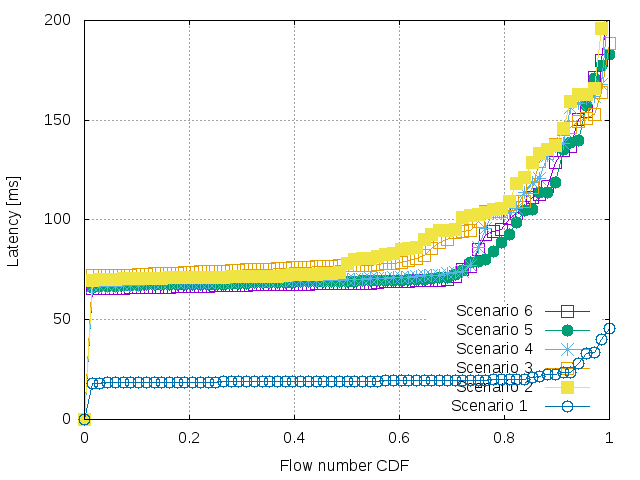 200
150
100
50
0
Latency [ms]
Scenario 6
Scenario 5
Scenario 4
Scenario 3
Scenario 2
Scenario 1
0 0.2 0.4 0.6 0.8 1
Flow number CDF